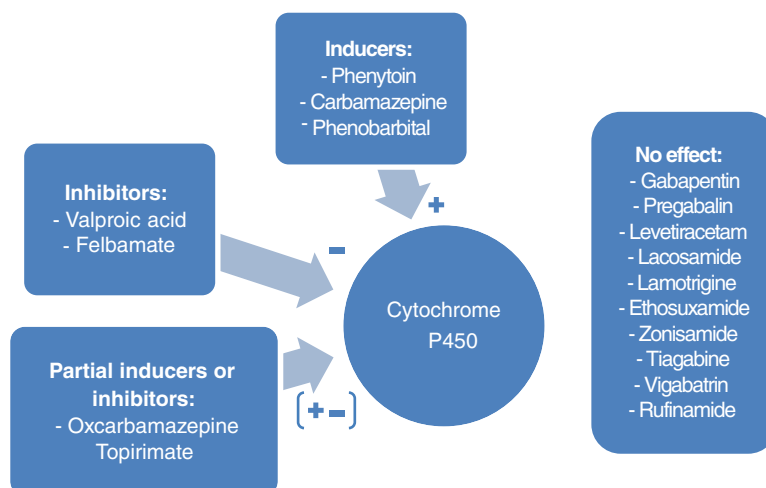 Inducers:
- Phenytoin
- Carbamazepine
- Phenobarbital
Inhibitors:
- Valproic acid
- Felbamate
Partial inducers or
inhibitors:
- Oxcarbamazepine
Topirimate
+
−
[+ −]
Cytochrome
P450
No effect:
- Gabapentin
- Pregabalin
- Levetiracetam
- Lacosamide
- Lamotrigine
- Ethosuxamide
- Zonisamide
- Tiagabine
- Vigabatrin
- Rufinamide